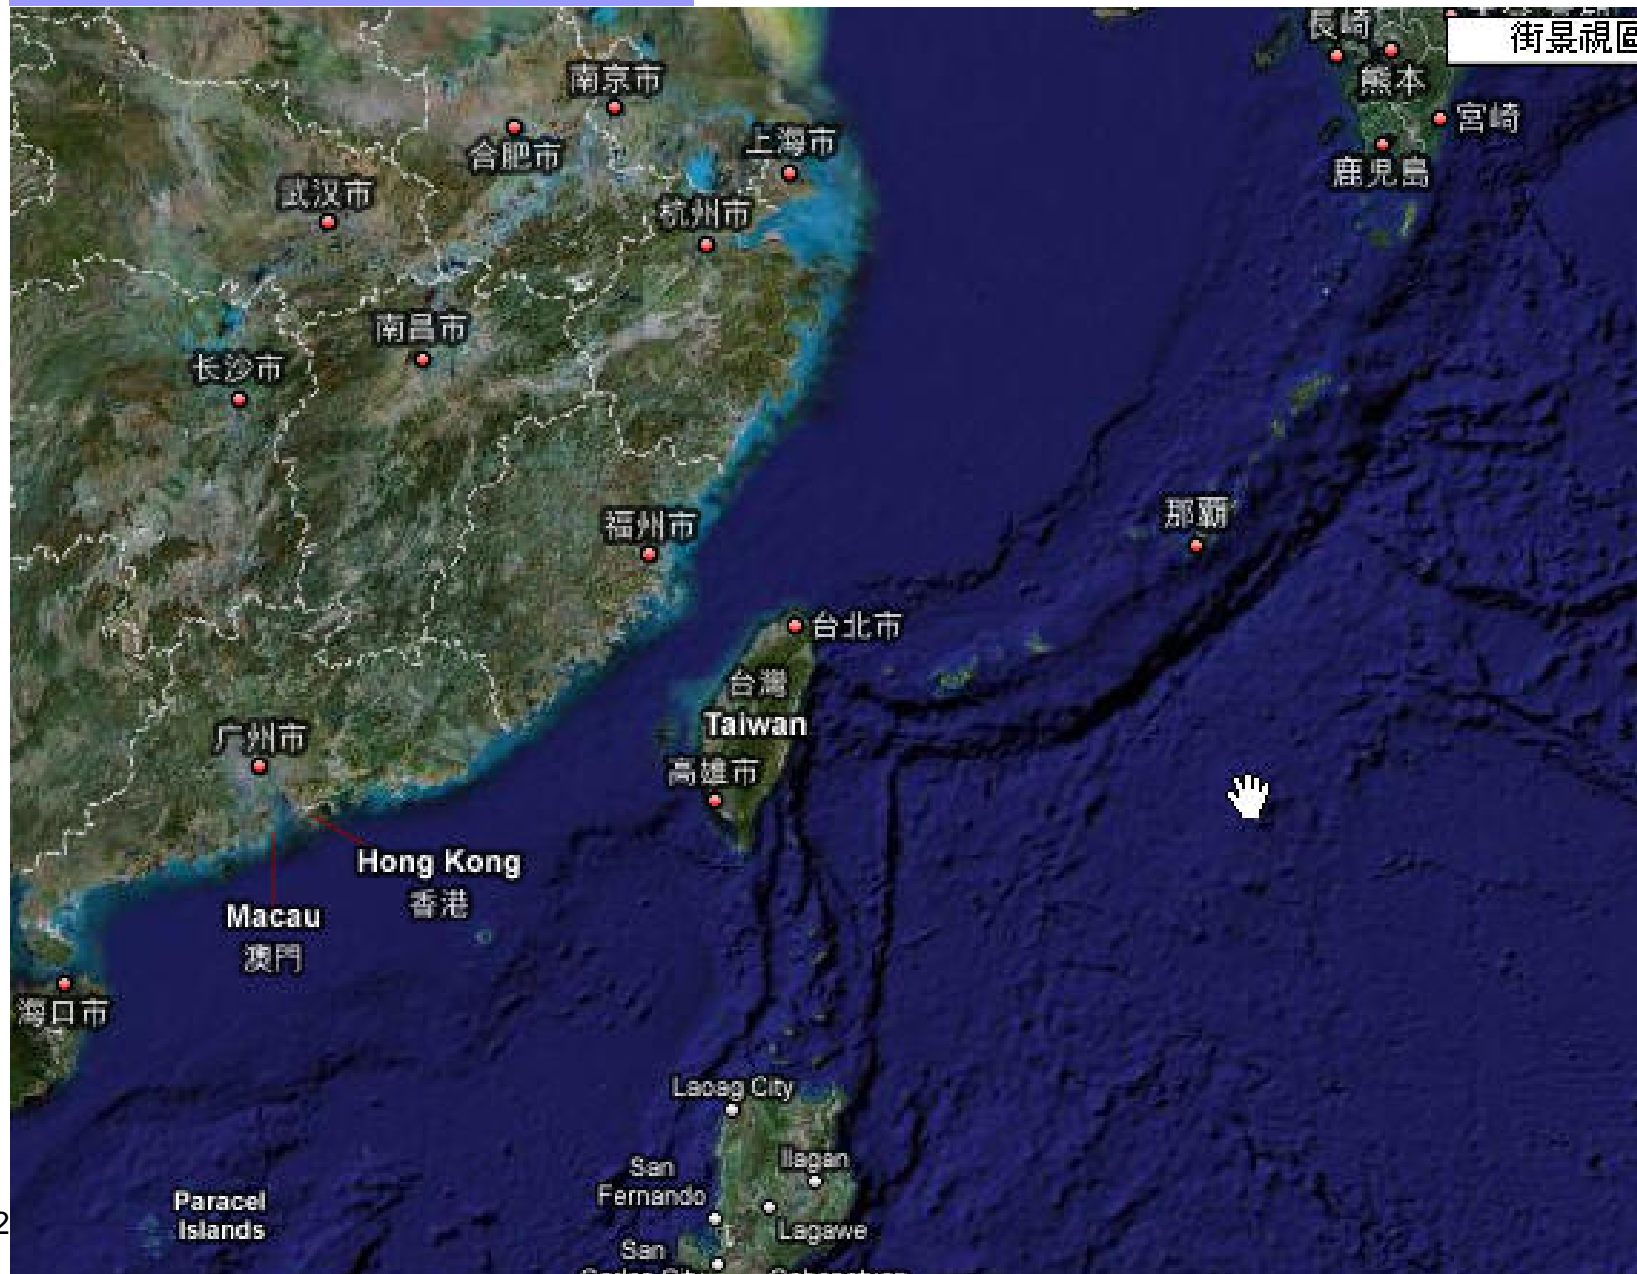 長崎
街景視區
熊本
南京市
宮崎
合肥市
上海市
鹿児島
武汉市
杭州市
南昌市
长沙市
那覇
福州市
台北市
台灣
Taiwan
广州市
高雄市
Hong Kong
香港
Macau
澳門
海口市
Laoag City
Ilagan
San
Fernando
Paracel
Islands
Lagawe
San
2